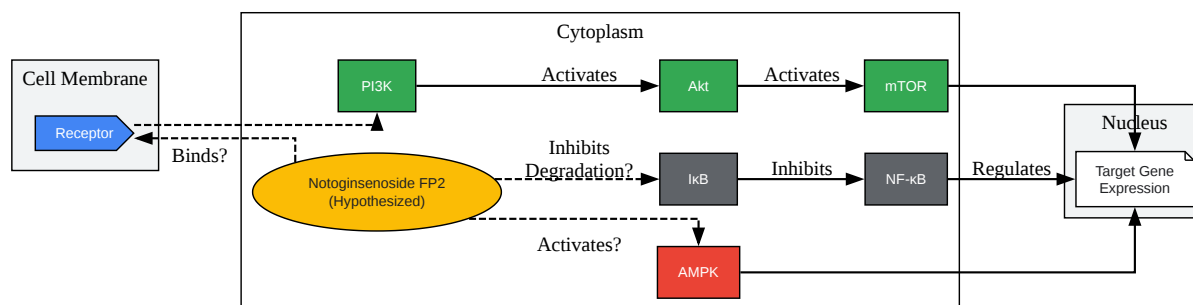 Cytoplasm
Cell Membrane
PI3K
Activates
Akt
Activates
mTOR
Receptor
Binds?
Nucleus
Inhibits
Degradation?
Notoginsenoside FP2
(Hypothesized)
IκB
Inhibits
NF-κB
Regulates
Target Gene
Expression
Activates?
AMPK